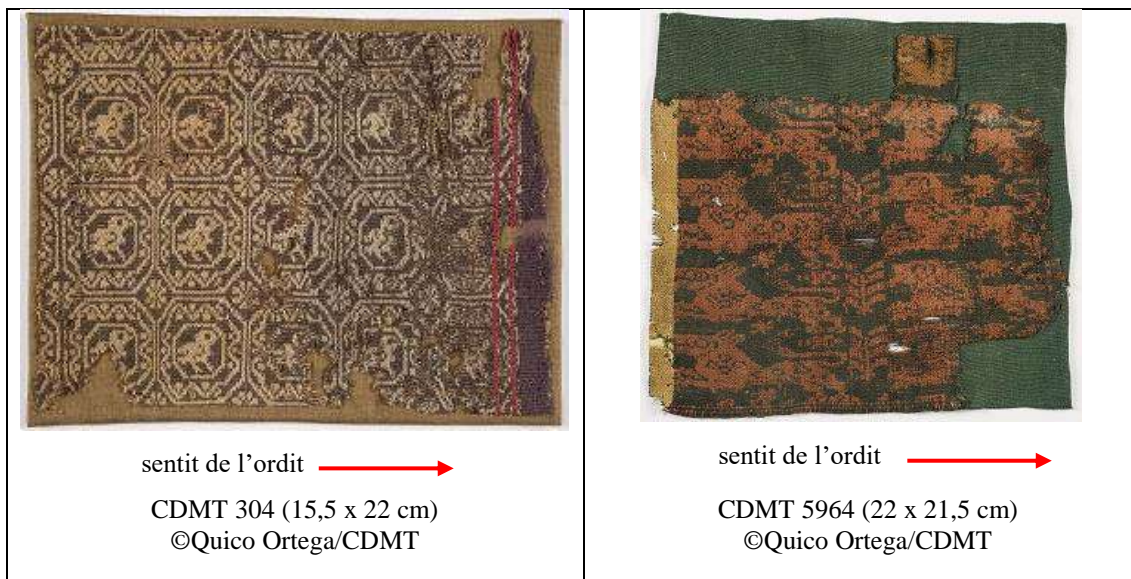 sentit de l’ordit
CDMT 304 (15,5 x 22 cm)
©Quico Ortega/CDMT
sentit de l’ordit
CDMT 5964 (22 x 21,5 cm)
©Quico Ortega/CDMT